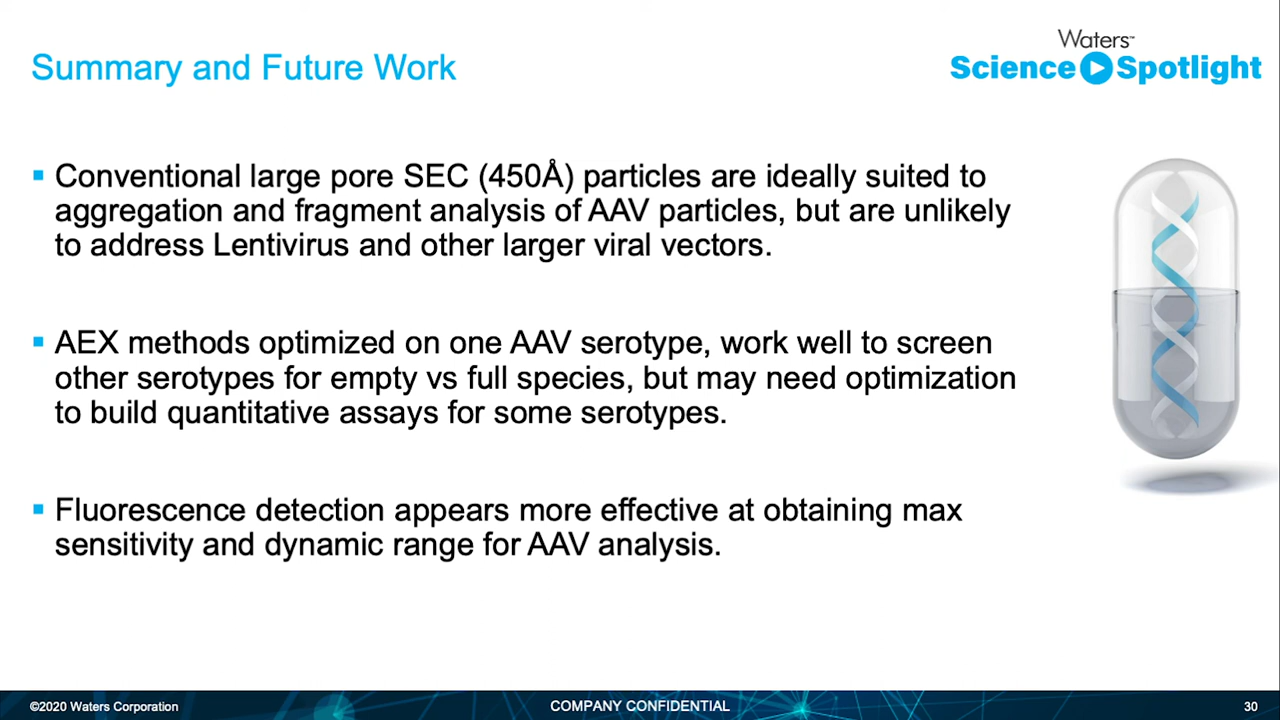 Summary and Future Work
Waters™
Science Spotlight
▪ Conventional large pore SEC (450Å) particles are ideally suited to
aggregation and fragment analysis of AAV particles, but are unlikely
to address Lentivirus and other larger viral vectors.
▪ AEX methods optimized on one AAV serotype, work well to screen
other serotypes for empty vs full species, but may need optimization
to build quantitative assays for some serotypes.
▪ Fluorescence detection appears more effective at obtaining max
sensitivity and dynamic range for AAV analysis.
©2020 Waters Corporation
COMPANY CONFIDENTIAL
30